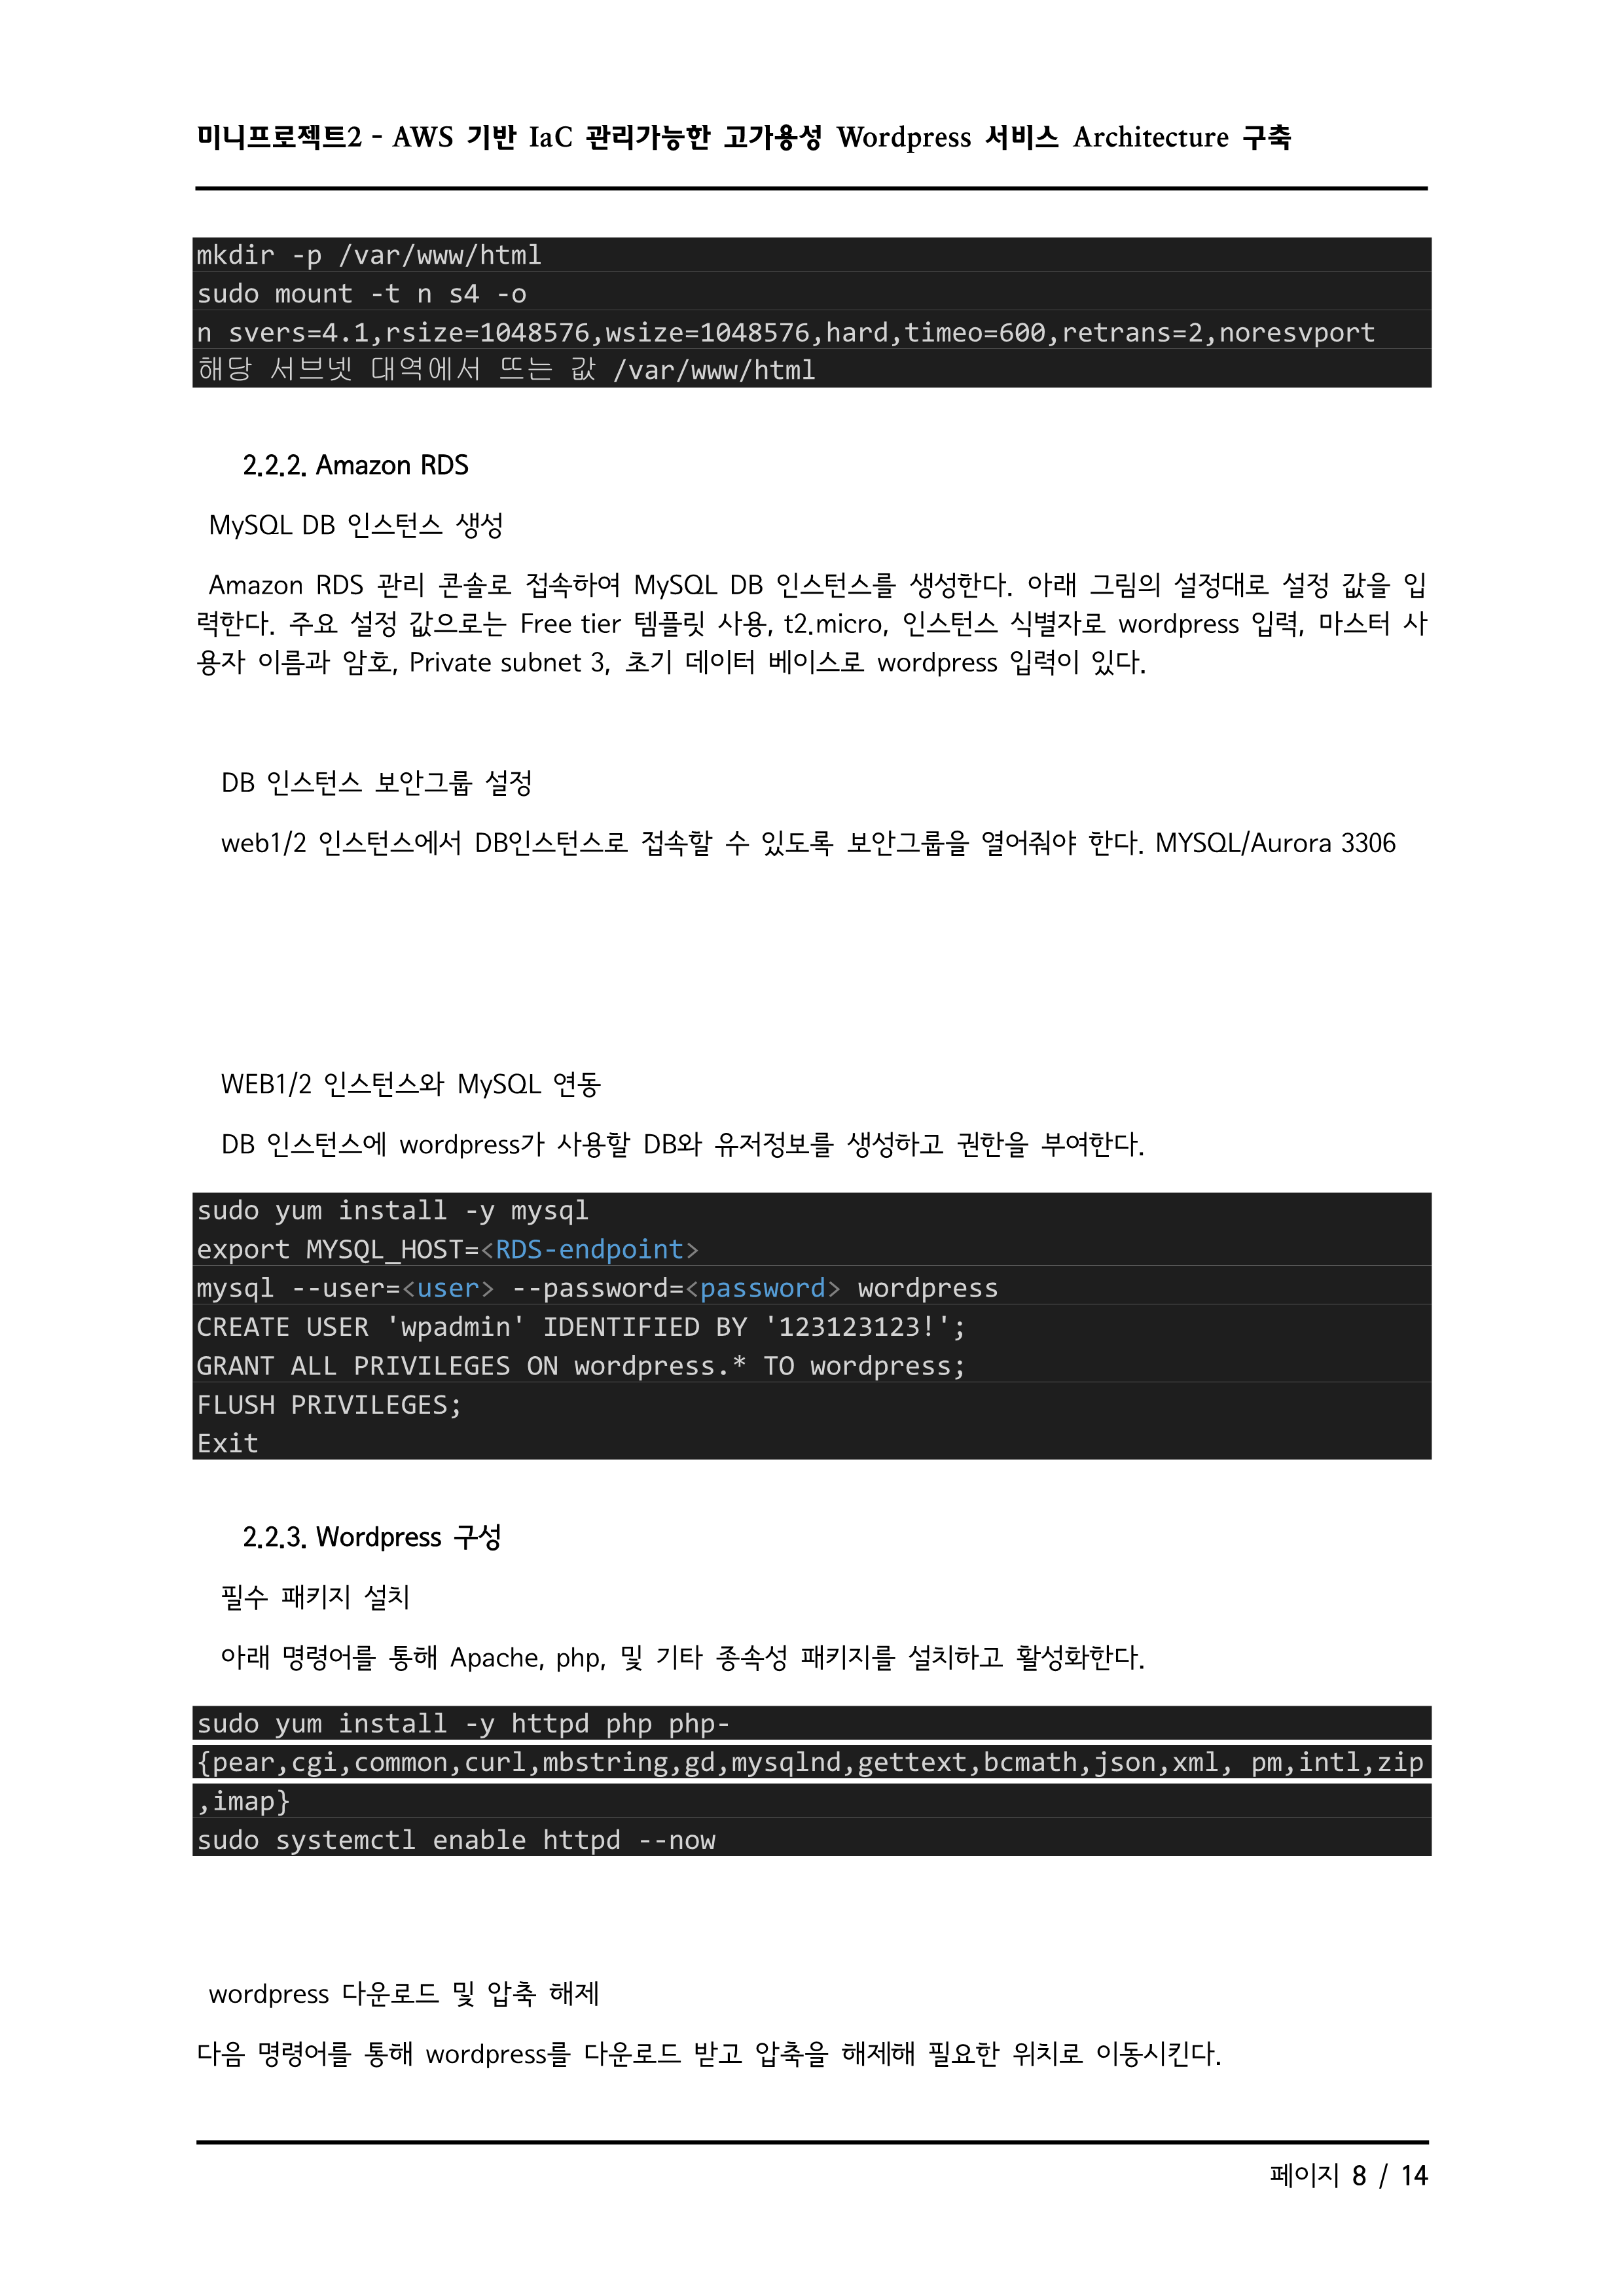 미니프로젝트2 - AWS 기반 IaC 관리가능한 고가용성 Wordpress 서비스 Architecture 구축
mkdir -p /var/www/html
sudo mount -t n s4 -o
n svers=4.1,rsize=1048576,wsize=1048576,hard,timeo=600,retrans=2,noresvport
해당 서브넷 대역에서 뜨는 값 /var/www/html
2.2.2. Amazon RDS
MySQL DB 인스턴스 생성
Amazon RDS 관리 콘솔로 접속하여 MySQL DB 인스턴스를 생성한다. 아래 그림의 설정대로 설정 값을 입
력한다. 주요 설정 값으로는 Free tier 템플릿 사용, t2.micro, 인스턴스 식별자로 wordpress 입력, 마스터 사
용자 이름과 암호, Private subnet 3, 초기 데이터 베이스로 wordpress 입력이 있다.
DB 인스턴스 보안그룹 설정
web1/2 인스턴스에서 DB인스턴스로 접속할 수 있도록 보안그룹을 열어줘야 한다. MYSQL/Aurora 3306
WEB1/2 인스턴스와 MySQL 연동
DB 인스턴스에 wordpress가 사용할 DB와 유저정보를 생성하고 권한을 부여한다.
sudo yum install -y mysql
export MYSQL_HOST=<RDS-endpoint>
mysql --user=<user> --password=<password> wordpress
CREATE USER 'wpadmin' IDENTIFIED BY '123123123!';
GRANT ALL PRIVILEGES ON wordpress.* TO wordpress;
FLUSH PRIVILEGES;
Exit
2.2.3. Wordpress 구성
필수 패키지 설치
아래 명령어를 통해 Apache, php, 및 기타 종속성 패키지를 설치하고 활성화한다.
sudo yum install -y httpd php php-
{pear,cgi,common,curl,mbstring,gd,mysqlnd,gettext,bcmath,json,xml, pm,intl,zip
,imap}
sudo systemctl enable httpd --now
wordpress 다운로드 및 압축 해제
다음 명령어를 통해 wordpress를 다운로드 받고 압축을 해제해 필요한 위치로 이동시킨다.
페이지 8 / 14